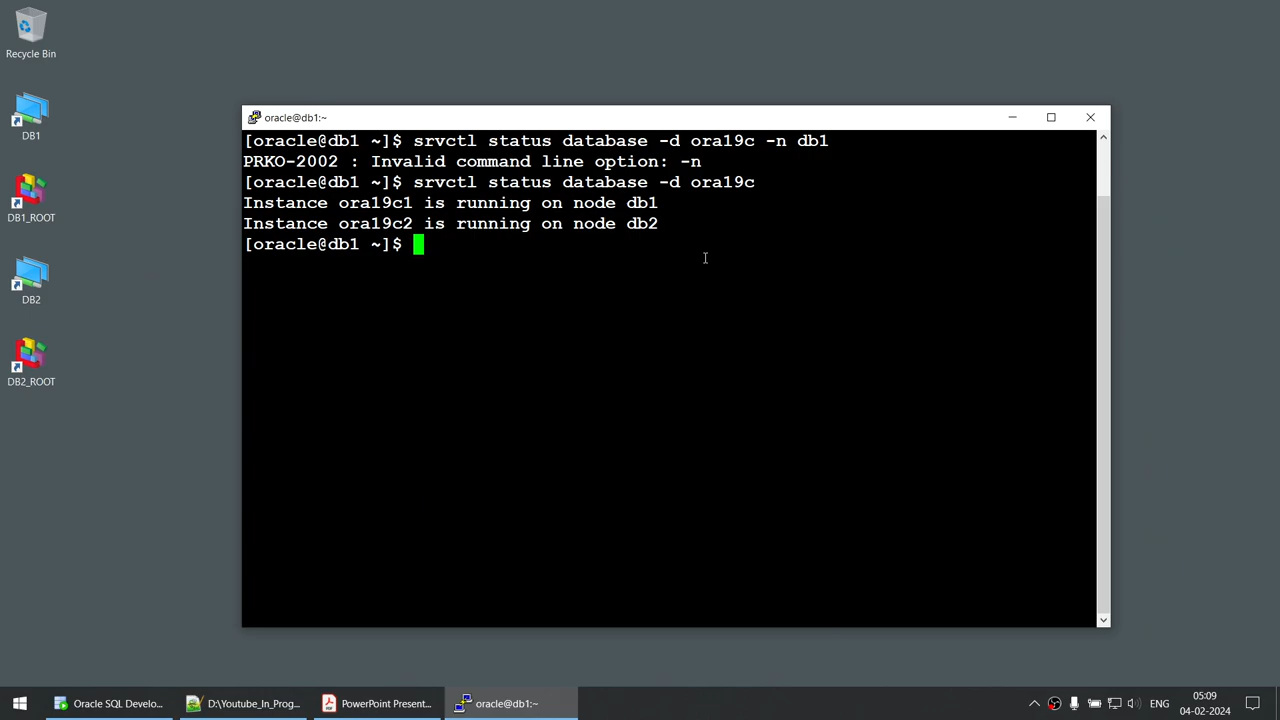 Recycle Bin
DB1
DB1_ROOT
DB2
DB2_ROOT
oracle@db1:~
[oracle@db1 ~]$ srvctl status database -d ora19c -n db1
PRKO-2002 : Invalid command line option: -n
[oracle@db1 ~]$ srvctl status database -d ora19c
Instance ora19c1 is running on node db1
Instance ora19c2 is running on node db2
[oracle@db1 ~]$
Oracle SQL Develo...
D:\Youtube_In_Prog...
PowerPoint Present...
oracle@db1:~
ENG
05:09
04-02-2024